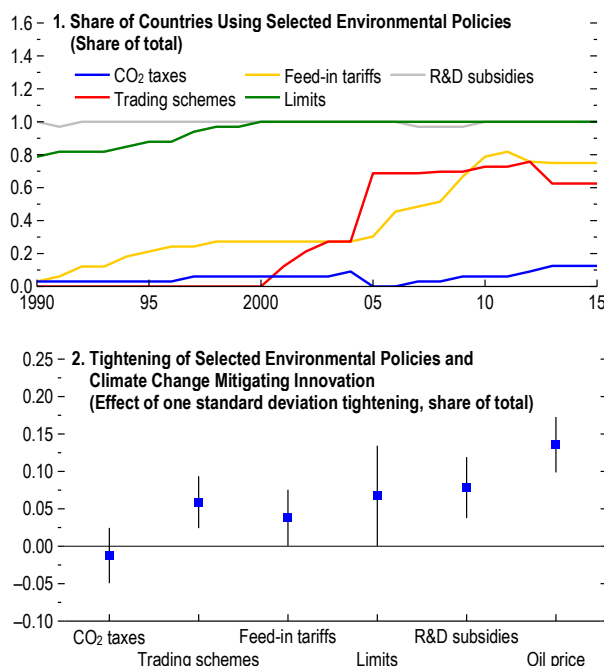 1. Share of Countries Using Selected Environmental Policies
(Share of total)
CO₂ taxes Feed-in tariffs R&D subsidies
Trading schemes Limits
1.6
1.4
1.2
1.0
0.8
0.6
0.4
0.2
0.0
1990 95 2000 05 10 15
2. Tightening of Selected Environmental Policies and
Climate Change Mitigating Innovation
(Effect of one standard deviation tightening, share of total)
0.25
0.20
0.15
0.10
0.05
0.00
–0.05
–0.10
CO₂ taxes Feed-in tariffs R&D subsidies
Trading schemes Limits Oil price